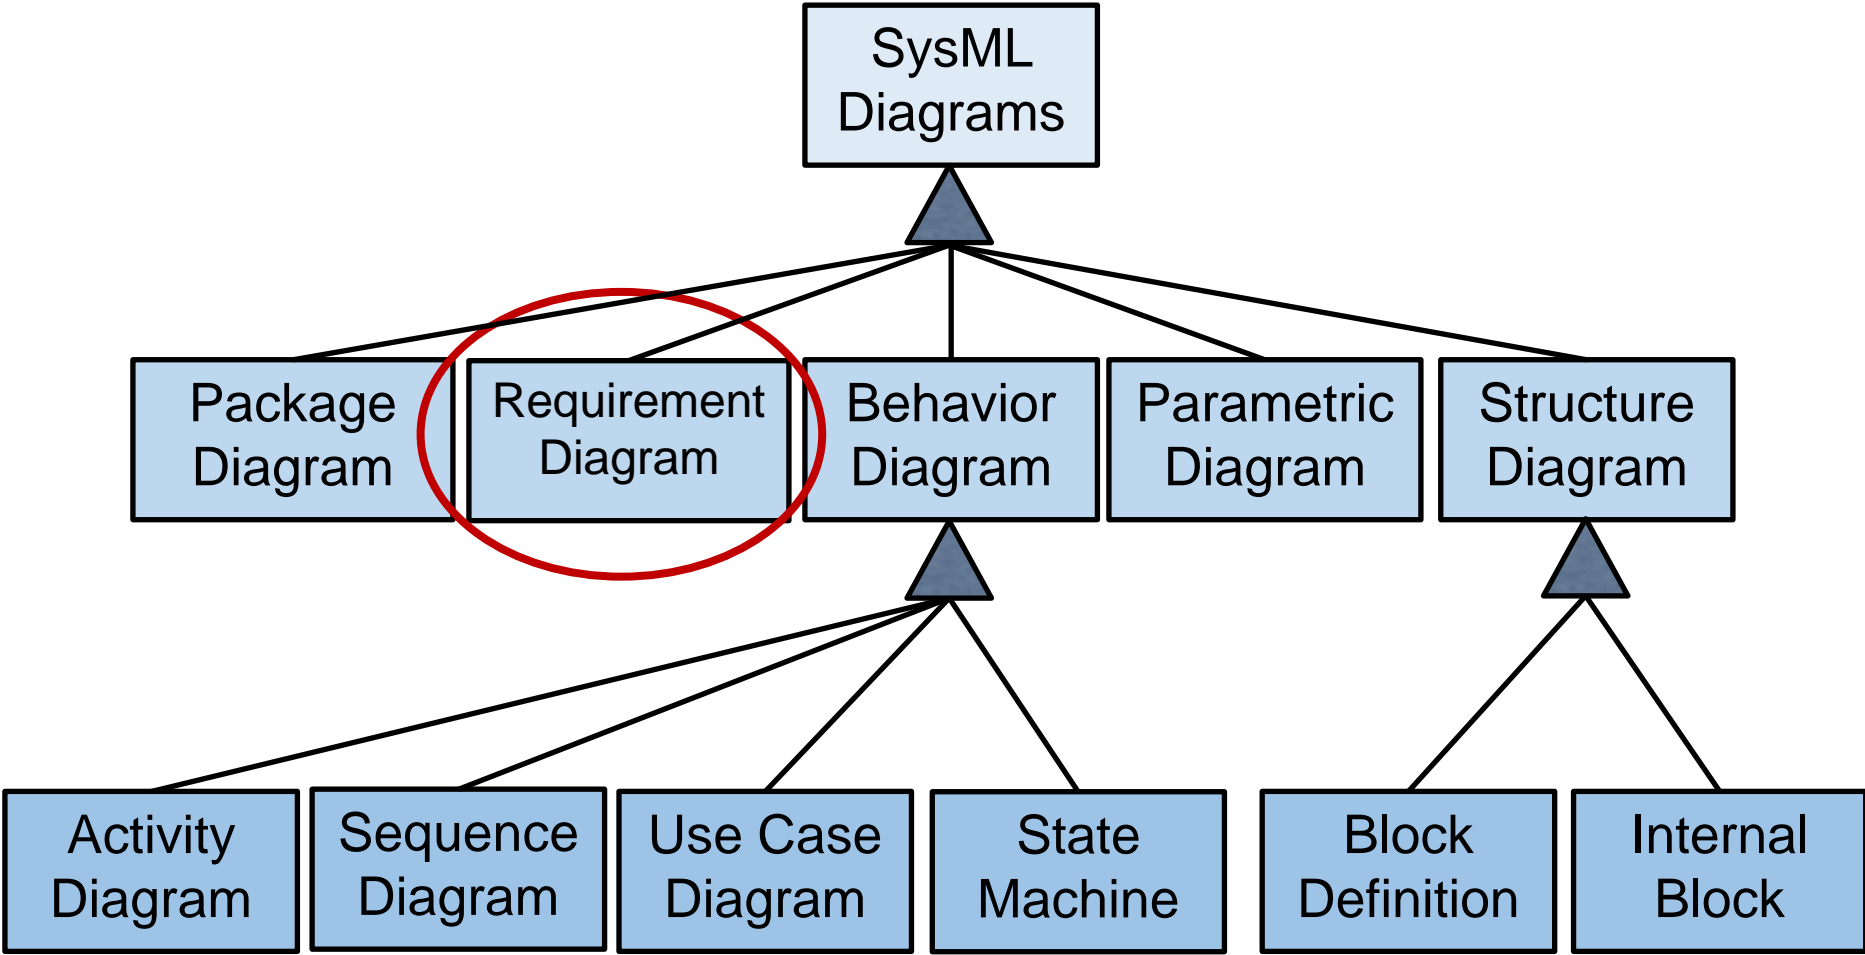 SysML
Diagrams
Package
Diagram
Requirement
Diagram
Behavior
Diagram
Parametric
Diagram
Structure
Diagram
Activity
Diagram
Sequence
Diagram
Use Case
Diagram
State
Machine
Block
Definition
Internal
Block